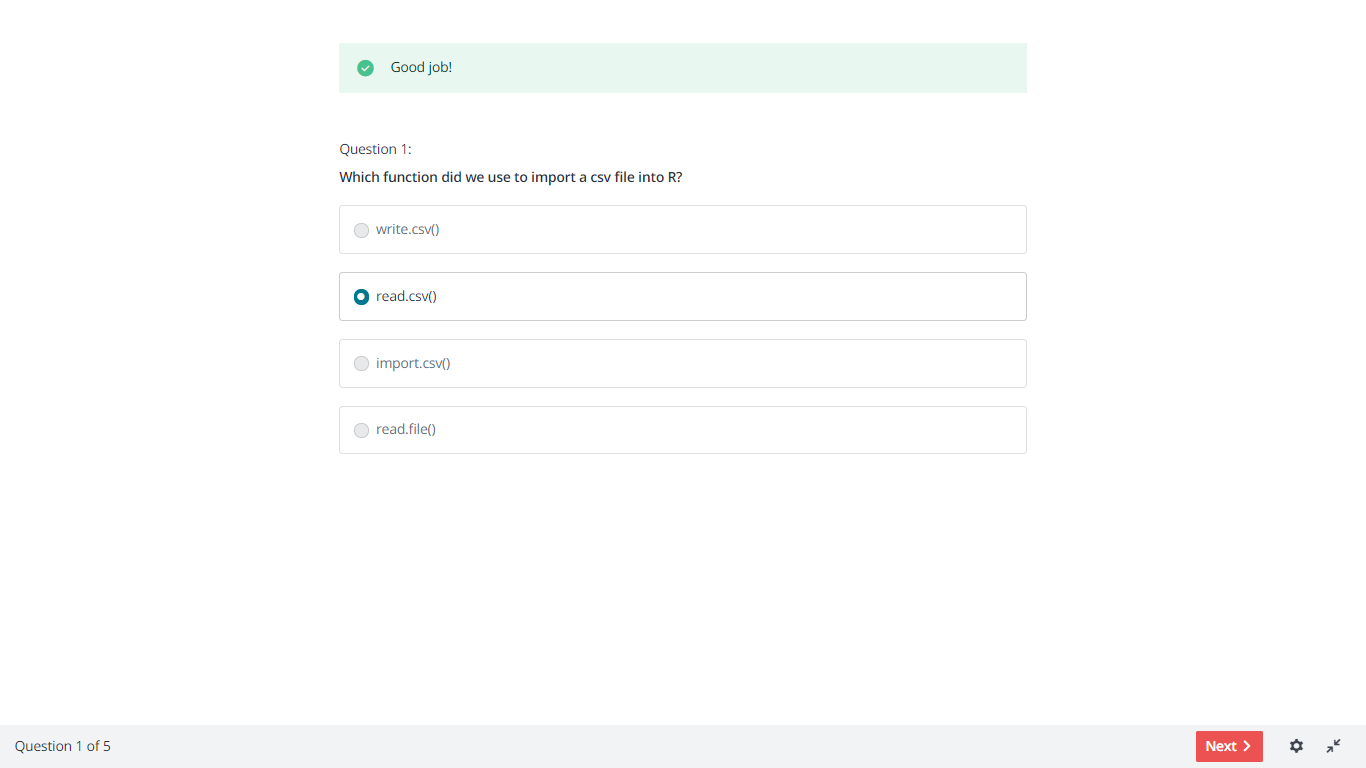 Good job!
Question 1:
Which function did we use to import a csv file into R?
write.csv()
read.csv()
import.csv()
read.file()
Question 1 of 5
Next